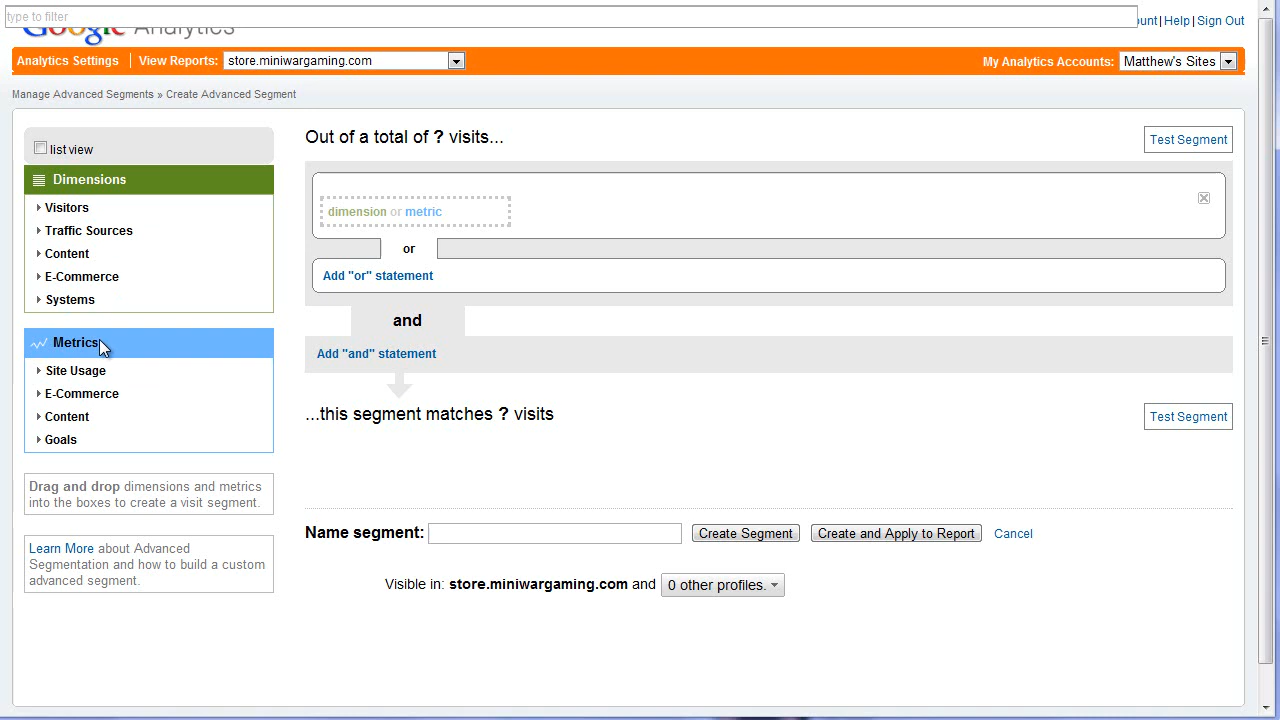 type to filter
Google Analytics
unt | Help | Sign Out
Analytics Settings | View Reports: store.miniwargaming.com
My Analytics Accounts: Matthew's Sites
Manage Advanced Segments » Create Advanced Segment
list view
Dimensions
Visitors
Traffic Sources
Content
E-Commerce
Systems
Metrics
Site Usage
E-Commerce
Content
Goals
Drag and drop dimensions and metrics
into the boxes to create a visit segment.
Learn More about Advanced
Segmentation and how to build a custom
advanced segment.
Out of a total of ? visits...
Test Segment
dimension or metric
or
Add "or" statement
and
Add "and" statement
...this segment matches ? visits
Test Segment
Name segment: Create Segment Create and Apply to Report Cancel
Visible in: store.miniwargaming.com and 0 other profiles.